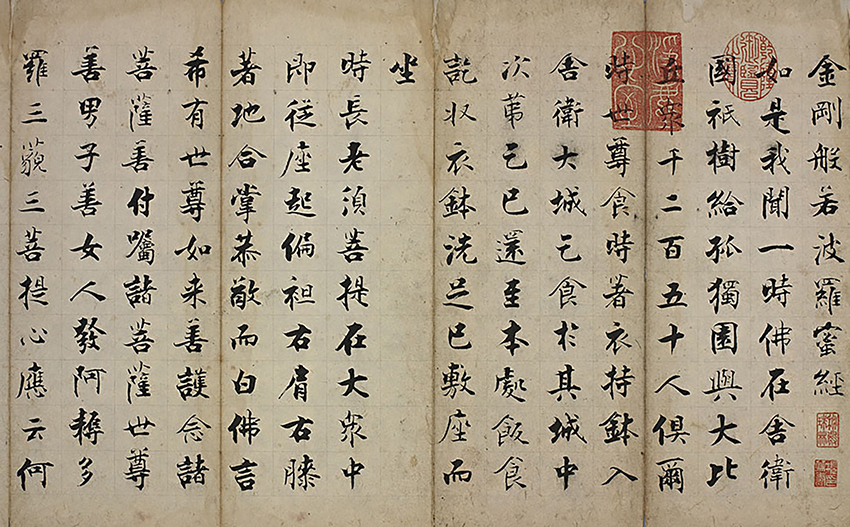 金剛般若波羅蜜經
如是我聞一時佛在舍衛
國祇樹給孤獨園與大比
丘衆千二百五十人俱爾
時世尊食時著衣持鉢入
舍衛大城乞食於其城中
次苐乞已還至本處飯食
訖収衣鉢洗足已敷座而
坐
時長老湏菩提在大衆中
即從座起偏袒右肩右膝
著地合掌恭敬而白佛言
希有世尊如来善護念諸
菩薩善付囑諸菩薩世尊
善男子善女人發阿耨多
羅三藐三菩提心應云何